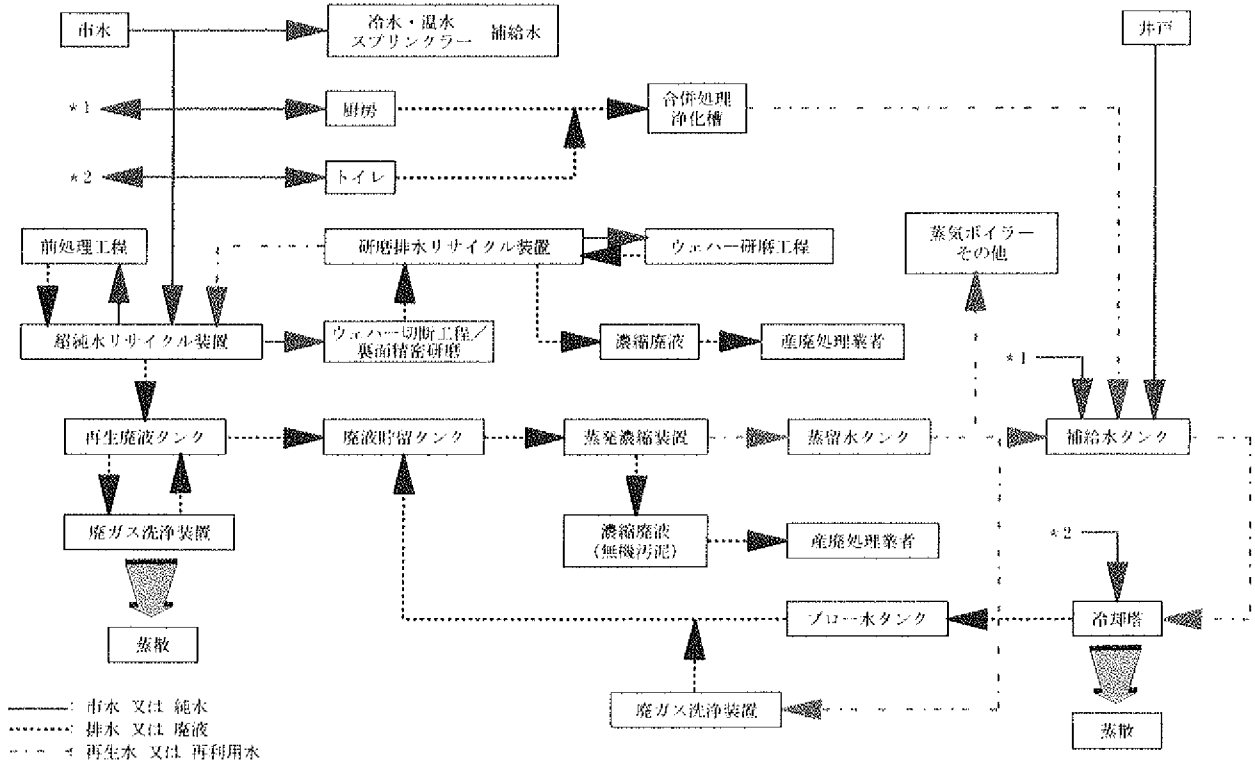 市水
冷水・温水
スプリンクラー 補給水
井戸
*1
厨房
合併処理
浄化槽
*2
トイレ
前処理工程
研磨排水リサイクル装置
ウェハー研磨工程
蒸気ボイラー
その他
超純水リサイクル装置
ウェハー切断工程/
裏面精密研磨
濃縮廃液
産廃処理業者
*1
再生廃液タンク
廃液貯留タンク
蒸発濃縮装置
蒸留水タンク
補給水タンク
廃ガス洗浄装置
濃縮廃液
(無機汚泥)
産廃処理業者
*2
蒸散
ブロー水タンク
冷却塔
廃ガス洗浄装置
蒸散
: 市水 又は 純水
: 排水 又は 廃液
: 再生水 又は 再利用水